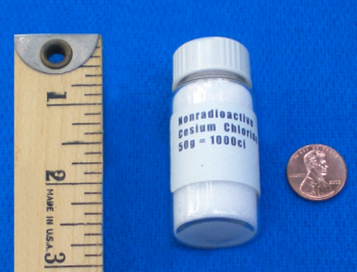 1
2
MADE IN U.S.A.
3
Nonradioactive
Cesium Chloride
50g = 1000ci